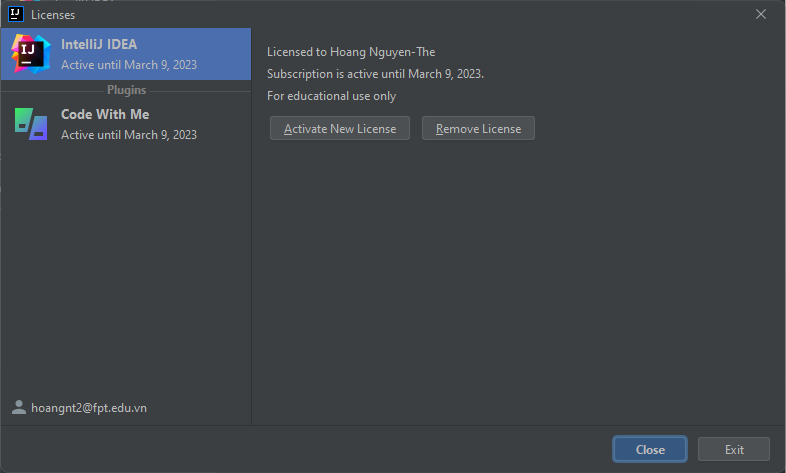 IJ Licenses
IJ
IntelliJ IDEA
Active until March 9, 2023
Plugins
Code With Me
Active until March 9, 2023
hoangnt2@fpt.edu.vn
Licensed to Hoang Nguyen-The
Subscription is active until March 9, 2023.
For educational use only
Activate New License Remove License
Close Exit